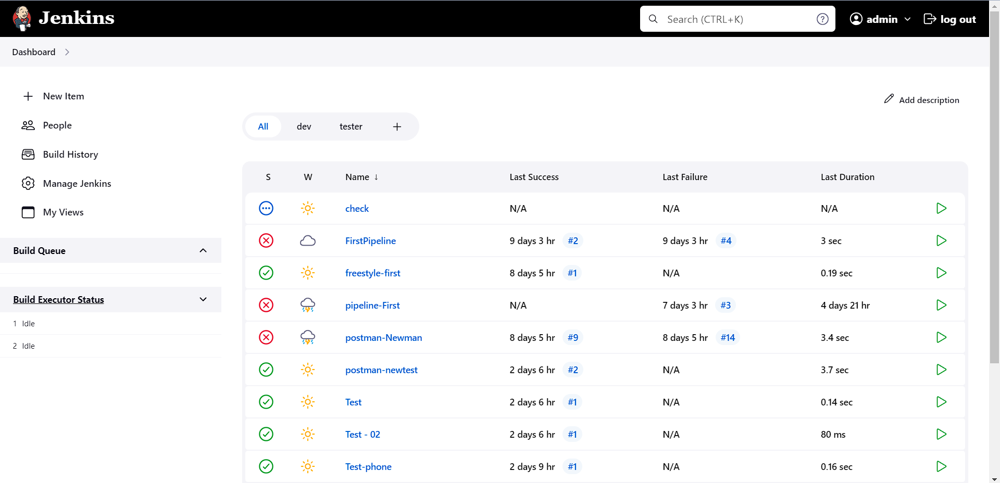 Jenkins
Search (CTRL+K)
admin
log out
Dashboard
New Item
People
Build History
Manage Jenkins
My Views
Build Queue
Build Executor Status
1 Idle
2 Idle
Add description
All dev tester
S W Name ↓ Last Success Last Failure Last Duration
check N/A N/A N/A
FirstPipeline 9 days 3 hr #2 9 days 3 hr #4 3 sec
freestyle-first 8 days 5 hr #1 N/A 0.19 sec
pipeline-First N/A 7 days 3 hr #3 4 days 21 hr
postman-Newman 8 days 5 hr #9 8 days 5 hr #14 3.4 sec
postman-newtest 2 days 6 hr #2 N/A 3.7 sec
Test 2 days 6 hr #1 N/A 0.14 sec
Test - 02 2 days 6 hr #1 N/A 80 ms
Test-phone 2 days 9 hr #1 N/A 0.16 sec